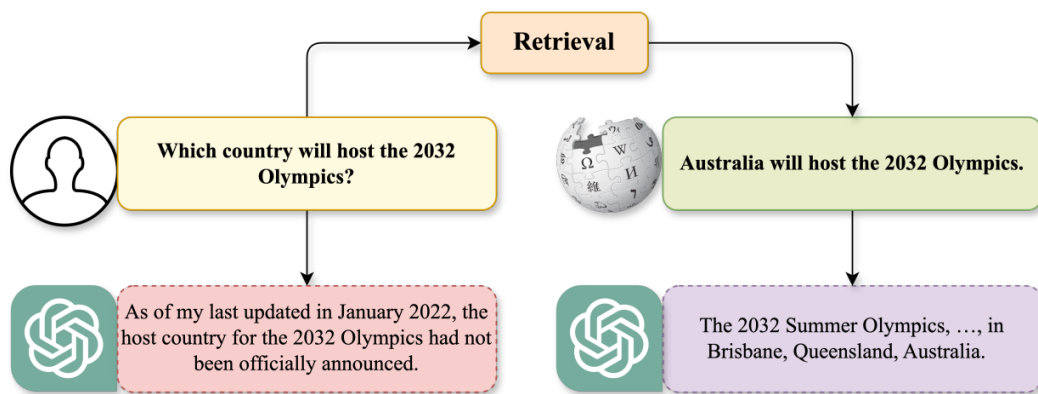 Retrieval
Which country will host the 2032
Olympics?
Australia will host the 2032 Olympics.
As of my last updated in January 2022, the
host country for the 2032 Olympics had not
been officially announced.
The 2032 Summer Olympics, …, in
Brisbane, Queensland, Australia.